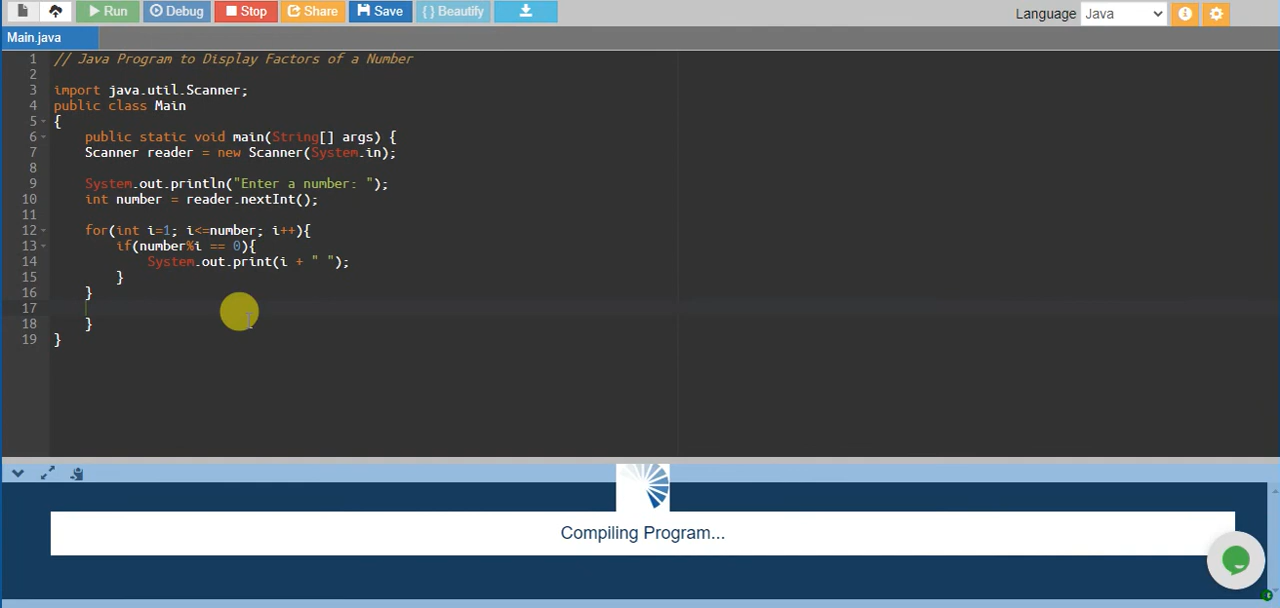 Run Debug Stop Share Save { } Beautify Language Java
Main.java
1 // Java Program to Display Factors of a Number
2
3 import java.util.Scanner;
4 public class Main
5 {
6 public static void main(String[] args) {
7 Scanner reader = new Scanner(System.in);
8
9 System.out.println("Enter a number: ");
10 int number = reader.nextInt();
11
12 for(int i=1; i<=number; i++){
13 if(number%i == 0){
14 System.out.print(i + " ");
15 }
16 }
17
18 }
19 }
Compiling Program...